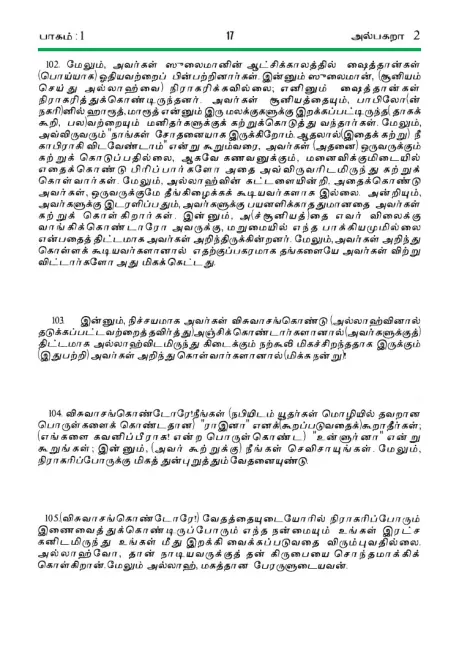 பாகம் : 1 17 அல்பகறா 2
102. மேலும், அவர்கள் ஸுலைமானின் ஆட்சிக்காலத்தில் ஷைத்தான்கள்
(பொய்யாக) ஓதியவற்றைப் பின்பற்றினார்கள். இன்னும் ஸுலைமான், (சூனியம்
செய்து அல்லாஹ்வை) நிராகரிக்கவில்லை; எனினும் ஷைத்தான்கள்
நிராகரித்துக்கொண்டிருந்தனர். அவர்கள் சூனியத்தையும், பாபிலோ(ன்
நகரி)னில் ஹாரூத், மாரூத் என்னும் இரு மலக்குகளுக்கு இறக்கப்பட்டிருந்த( தாகக்
கூறி, பல)வற்றையும் மனிதர்களுக்குக் கற்றுக்கொடுத்து வந்தார்கள். மேலும்,
அவ்விருவரும் "நாங்கள் சோதனையாக இருக்கிறோம். ஆதலால்(இதைக் கற்று) நீ
காபிராகி விடவேண்டாம்" என்று கூறும்வரை, அவர்கள் (அதனை) ஒருவருக்கும்
கற்றுக் கொடுப்பதில்லை, ஆகவே கணவனுக்கும், மனைவிக்குமிடையில்
எதைக்கொண்டு பிரிப்பார்களோ அதை அவ்விருவரிடமிருந்து கற்றுக்
கொள்வார்கள். மேலும், அல்லாஹ்வின் கட்டளையின்றி, அதைக்கொண்டு
அவர்கள், ஒருவருக்குமே தீங்கிழைக்கக் கூடியவர்களாக இல்லை. அன்றியும்,
அவர்களுக்கு இடரளிப்பதும், அவர்களுக்கு பயனளிக்காததுமானதை அவர்கள்
கற்றுக் கொள்கிறார்கள். இன்னும், அ(ச்சூனியத்)தை எவர் விலைக்கு
வாங்கிக்கொண்டாரோ அவருக்கு, மறுமையில் எந்த பாக்கியமுமில்லை
என்பதைத் திட்டமாக அவர்கள் அறிந்திருக்கின்றனர். மேலும், அவர்கள் அறிந்து
கொள்ளக் கூடியவர்களானால் எதற்குப்பகரமாக தங்களையே அவர்கள் விற்று
விட்டார்களோ அது மிகக்கெட்டது.
103. இன்னும், நிச்சயமாக அவர்கள் விசுவாசங்கொண்டு (அல்லாஹ்வினால்
தடுக்கப்பட்டவற்றைத்தவிர்த்து)அஞ்சிக்கொண்டார்களானால்(அவர்களுக்குத்)
திட்டமாக அல்லாஹ்விடமிருந்து கிடைக்கும் நற்கூலி மிகச்சிறந்ததாக இருக்கும்
(இதுபற்றி) அவர்கள் அறிந்து கொள்வார்களானால் (மிக்க நன்று)!
104. விசுவாசங்கொண்டோரே!நீங்கள் (நபியிடம் யூதர்கள் மொழியில் தவறான
பொருள்களைக் கொண்டதான) "ராஇனா" எனக்(கூறப்படுவதைக்)கூறாதீர்கள்;
(எங்களை கவனிப்பீராக! என்ற பொருள்கொண்ட) "உன்ளுர்னா" என்று
கூறுங்கள்; இன்னும், (அவர் கூற்றுக்கு) நீங்கள் செவிசாயுங்கள். மேலும்,
நிராகரிப்போருக்கு மிகத் துன்புறுத்தும் வேதனையுண்டு.
105.(விசுவாசங்கொண்டோரே!) வேதத்தையுடையோரில் நிராகரிப்போரும்
இணைவைத்துக்கொண்டிருப்போரும் எந்த நன்மையும் உங்கள் இரட்ச
கனிடமிருந்து உங்கள் மீது இறக்கி வைக்கப்படுவதை விரும்புவதில்லை.
அல்லாஹ்வோ, தான் நாடியவருக்குத் தன் கிருபையை சொந்தமாக்கிக்
கொள்கிறான். மேலும் அல்லாஹ், மகத்தான பேரருளுடையவன்.